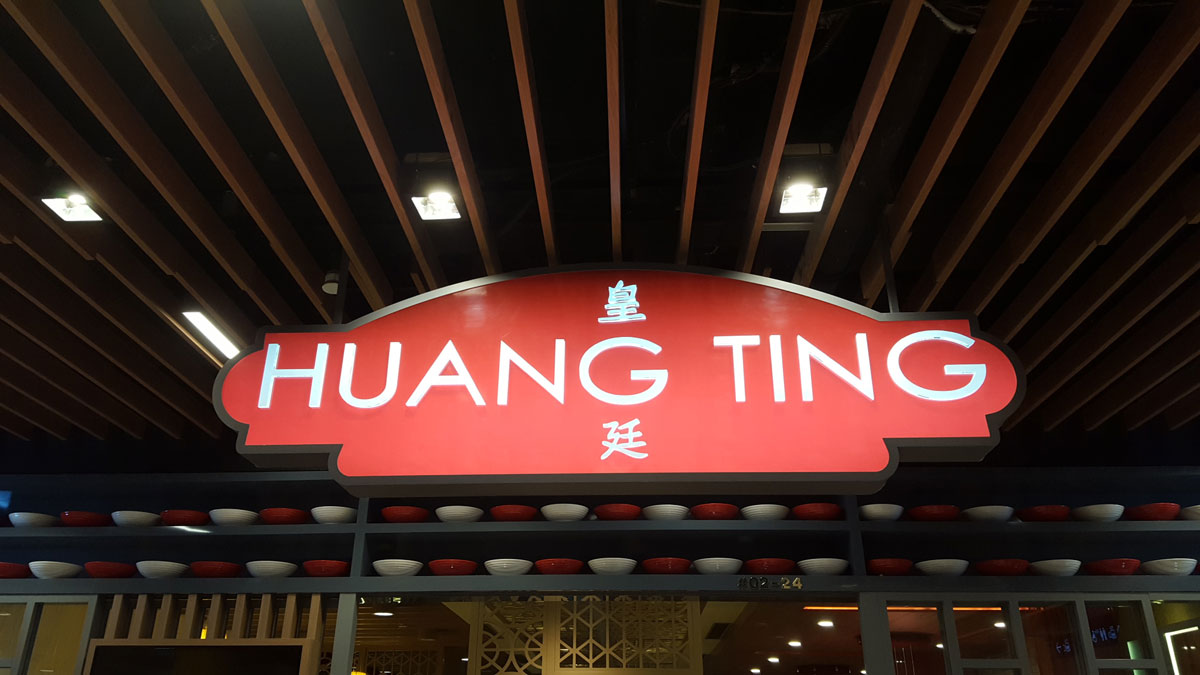 皇
HUANG TING
廷
#02-24